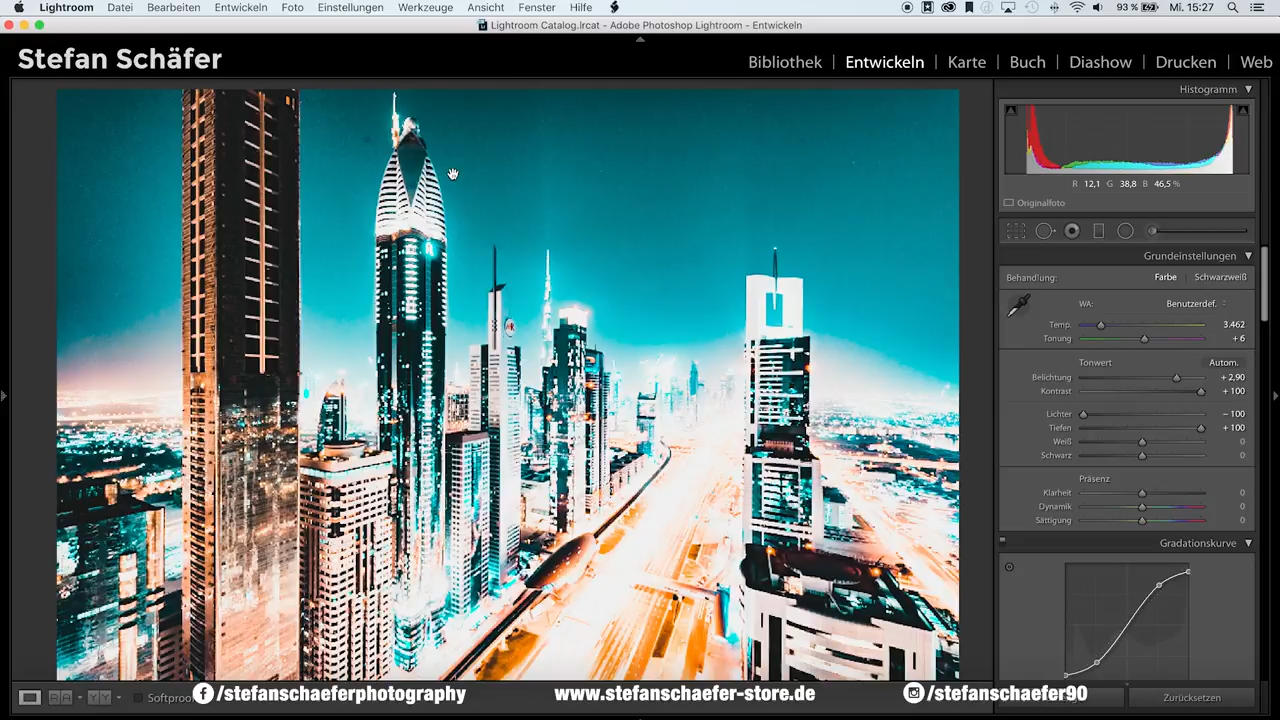 Lightroom Datei Bearbeiten Entwickeln Foto Einstellungen Werkzeuge Ansicht Fenster Hilfe 93 % Mi. 15:27
Lightroom Catalog.lrcat - Adobe Photoshop Lightroom - Entwickeln
Stefan Schäfer
Bibliothek | Entwickeln | Karte | Buch | Diashow | Drucken | Web
Histogramm
R 12,1 G 38,8 B 46,5 %
Originalfoto
Grundeinstellungen
Behandlung: Farbe | Schwarzweiß
WA: Benutzerdef.
Temp. 3.462
Tonung + 6
Tonwert Autom.
Belichtung + 2,90
Kontrast + 100
Lichter − 100
Tiefen + 100
Weiß 0
Schwarz 0
Präsenz
Klarheit 0
Dynamik 0
Sättigung 0
Gradationskurve
Softproof
/stefanschaeferphotography
www.stefanschaefer-store.de
/stefanschaefer90
Zurücksetzen